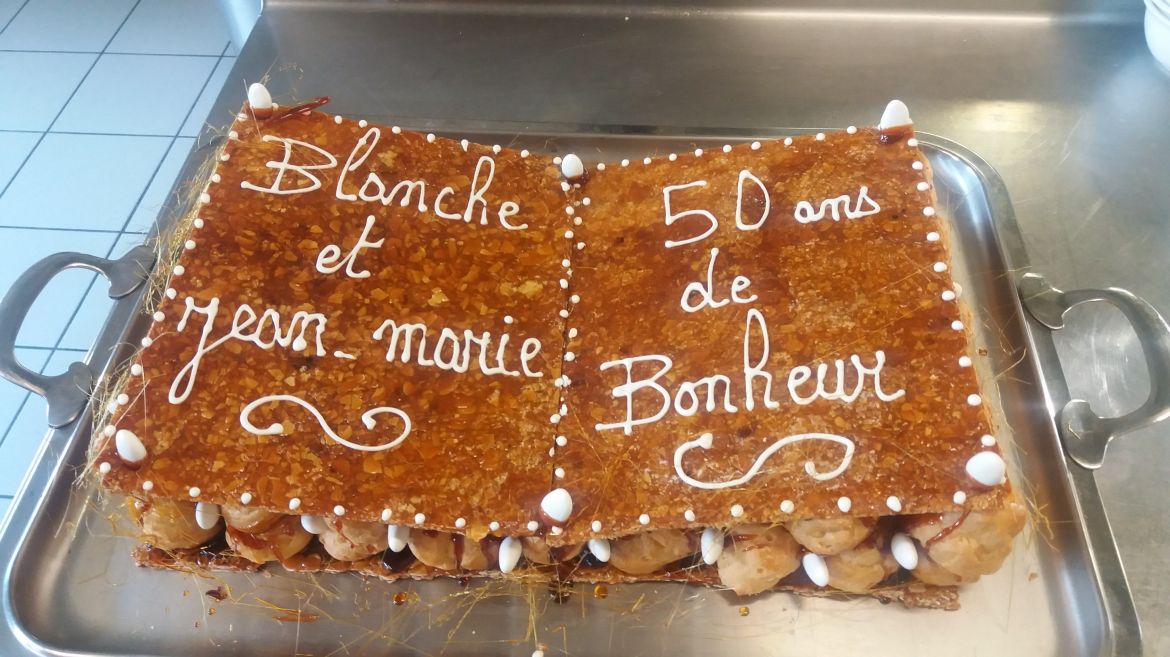 Blanche
et
Jean-marie
50 ans
de
Bonheur